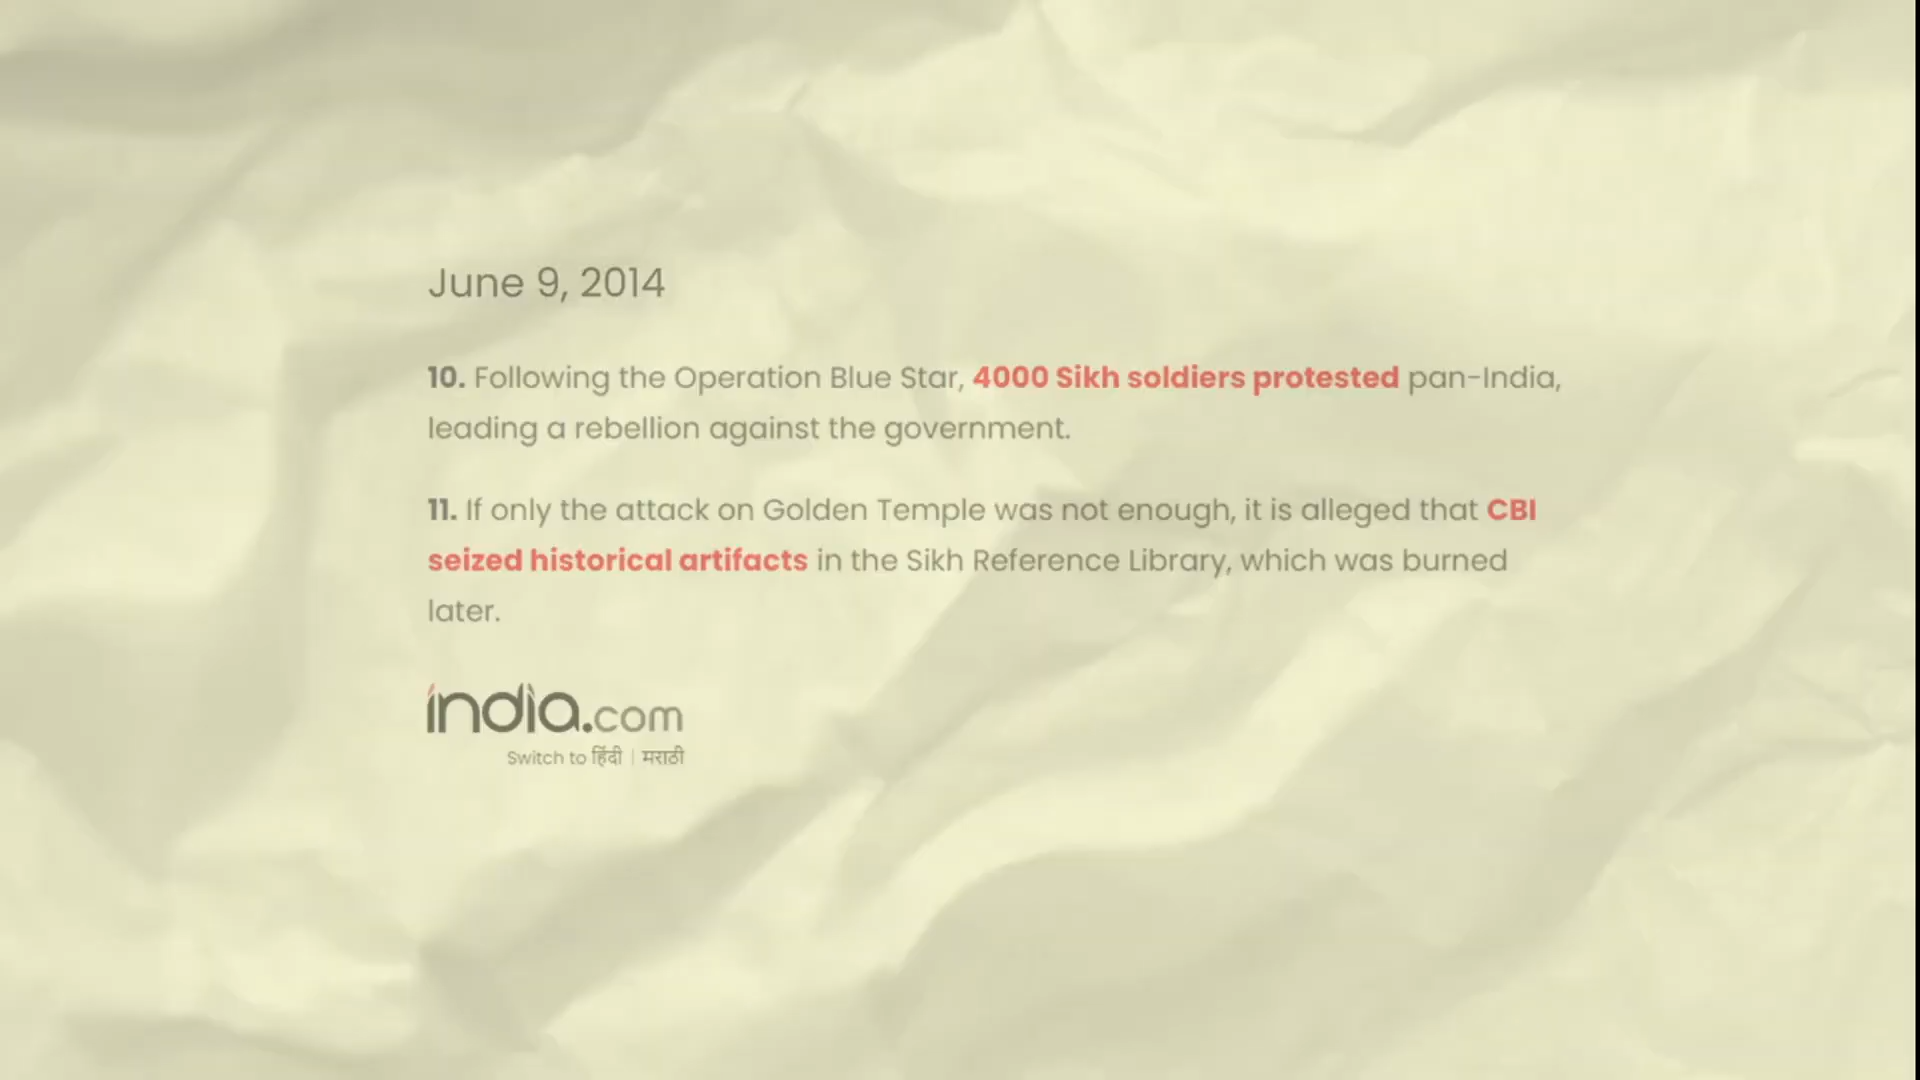 June 9, 2014
10. Following the Operation Blue Star, 4000 Sikh soldiers protested pan-India,
leading a rebellion against the government.
11. If only the attack on Golden Temple was not enough, it is alleged that CBI
seized historical artifacts in the Sikh Reference Library, which was burned
later.
india.com
Switch to हिंदी | मराठी